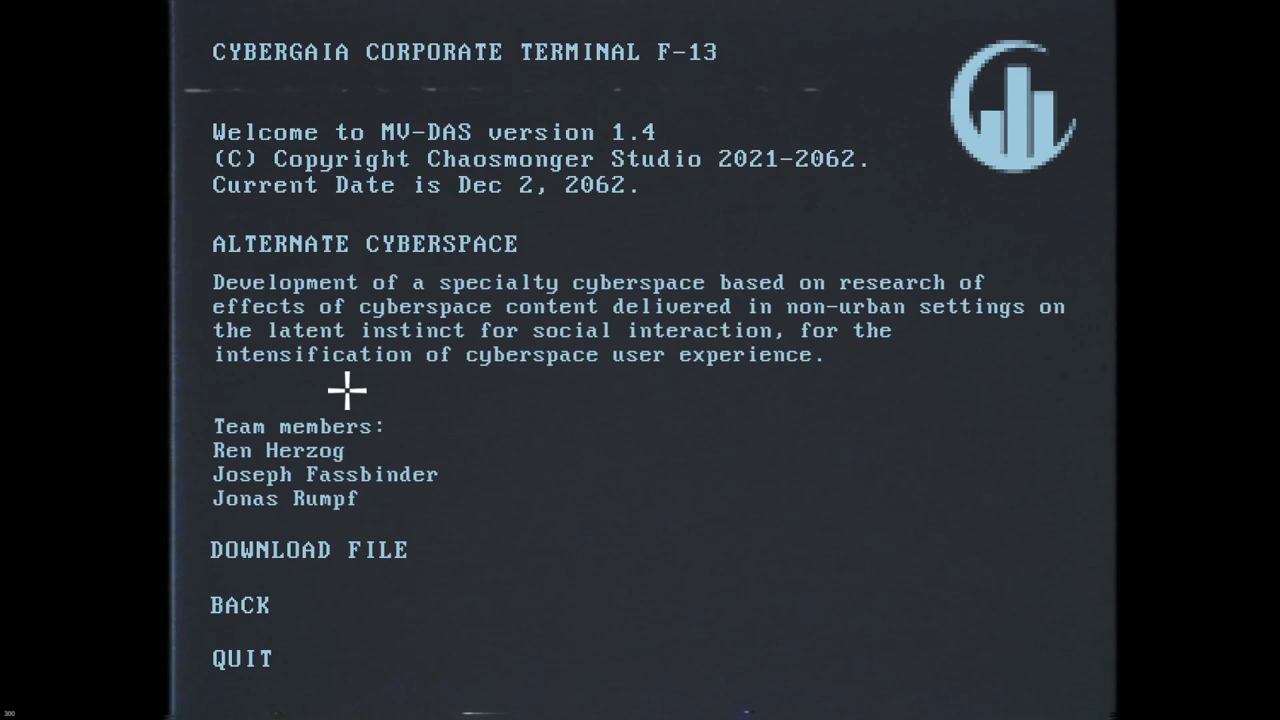 CYBERGAIA CORPORATE TERMINAL F-13
Welcome to MV-DAS version 1.4
(C) Copyright Chaosmonger Studio 2021-2062.
Current Date is Dec 2, 2062.
ALTERNATE CYBERSPACE
Development of a specialty cyberspace based on research of
effects of cyberspace content delivered in non-urban settings on
the latent instinct for social interaction, for the
intensification of cyberspace user experience.
Team members:
Ren Herzog
Joseph Fassbinder
Jonas Rumpf
DOWNLOAD FILE
BACK
QUIT
300